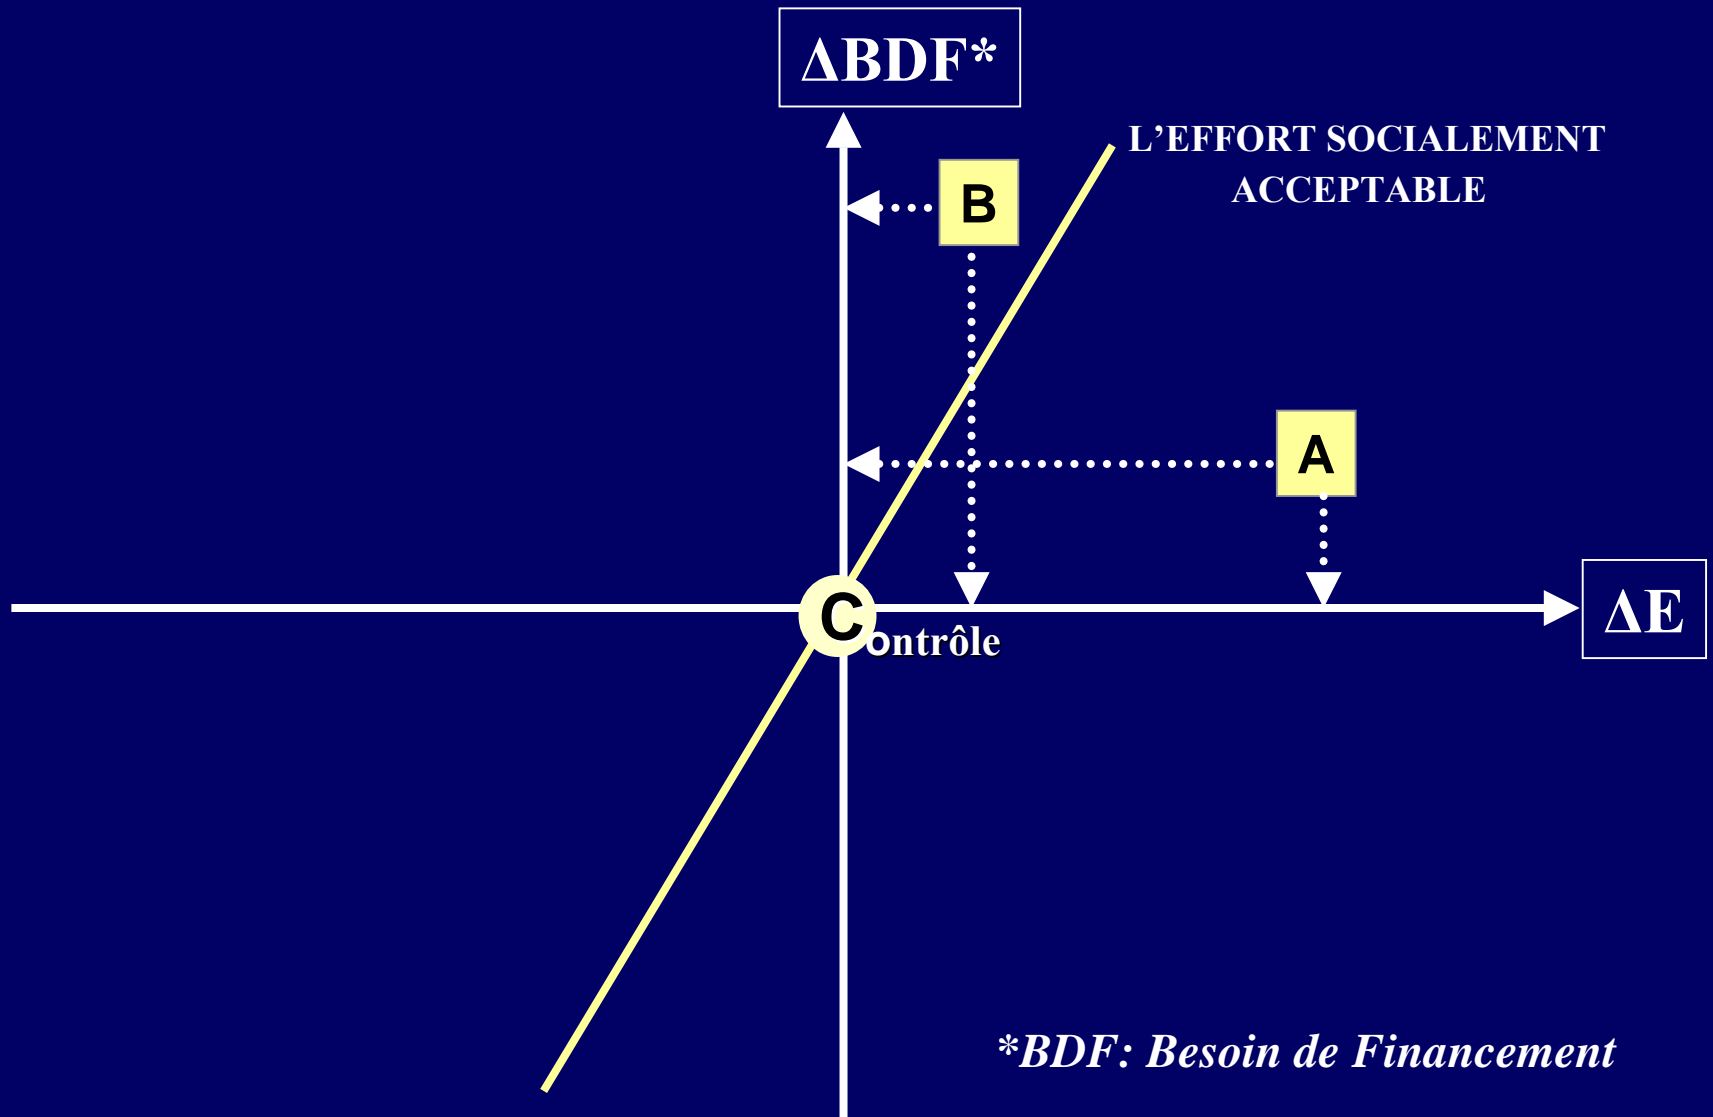 ΔBDF*
L’EFFORT SOCIALEMENT
ACCEPTABLE
B
A
ΔE
Contrôle
*BDF: Besoin de Financement